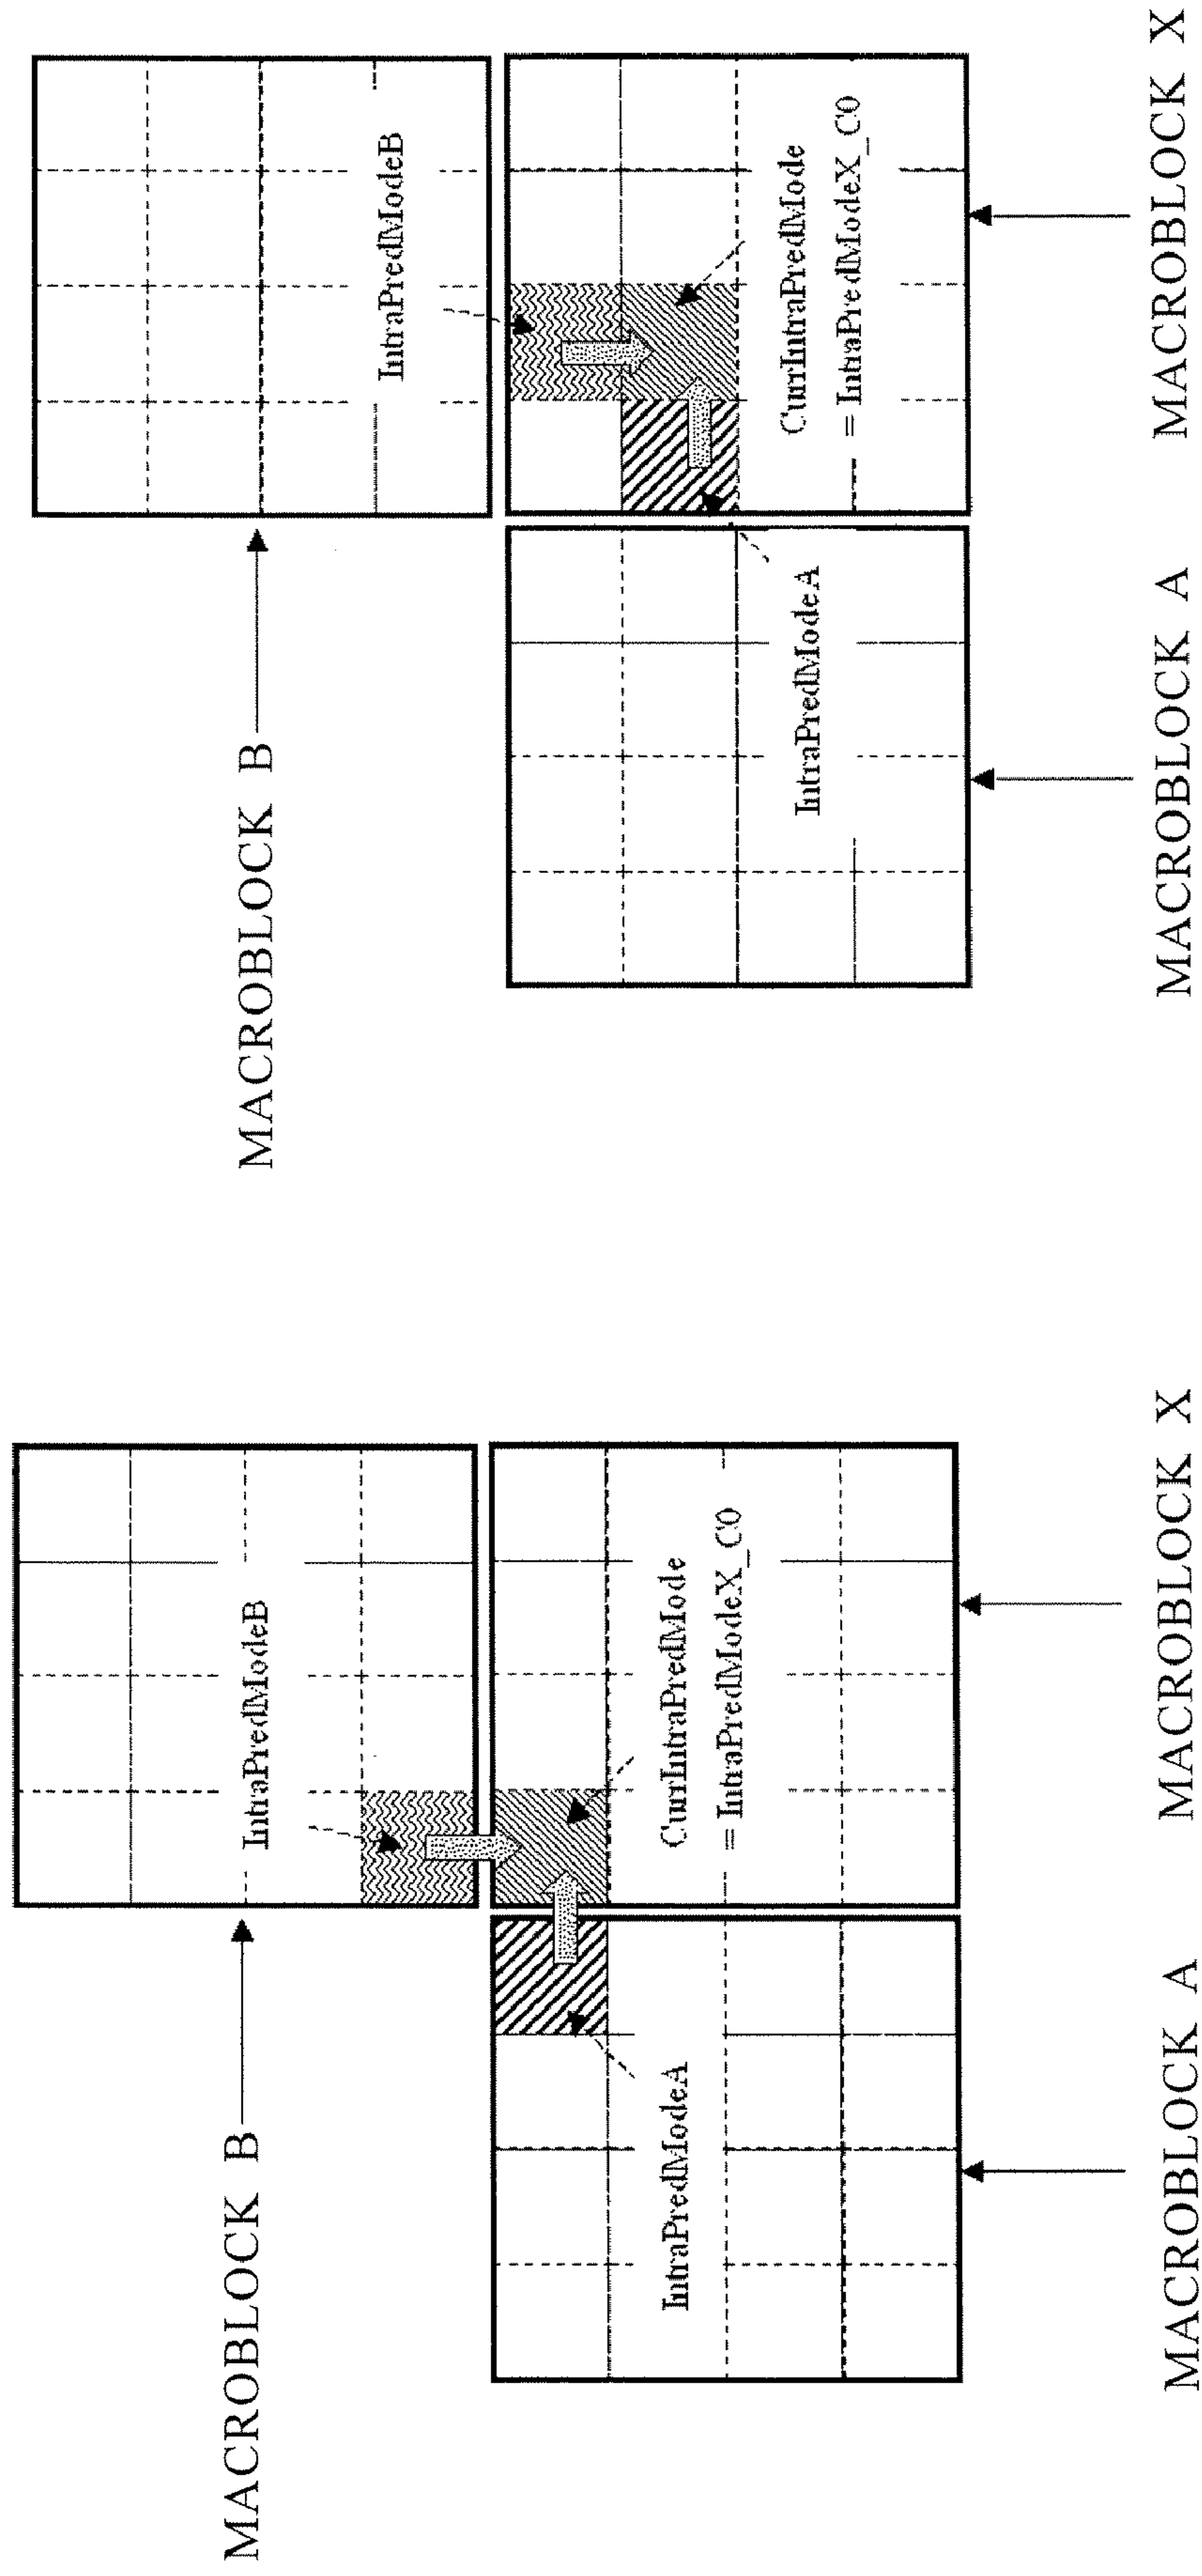 MACROBLOCK B
IntraPredModeB
IntraPredModeA
CurrIntraPredMode
= IntraPredModeX_C0
MACROBLOCK A
MACROBLOCK X
MACROBLOCK B
IntraPredModeB
IntraPredModeA
CurrIntraPredMode
= IntraPredModeX_C0
MACROBLOCK A
MACROBLOCK X